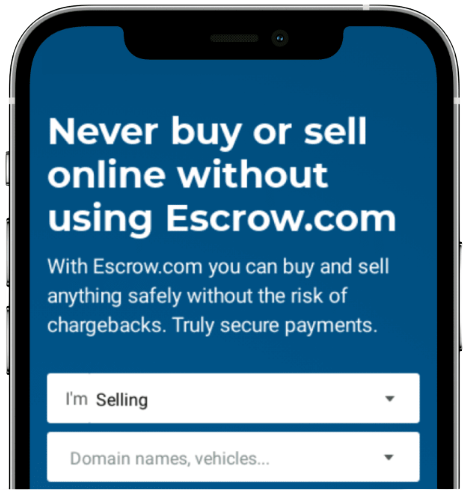 Never buy or sell
online without
using Escrow.com
With Escrow.com you can buy and sell
anything safely without the risk of
chargebacks. Truly secure payments.
I'm Selling
Domain names, vehicles...